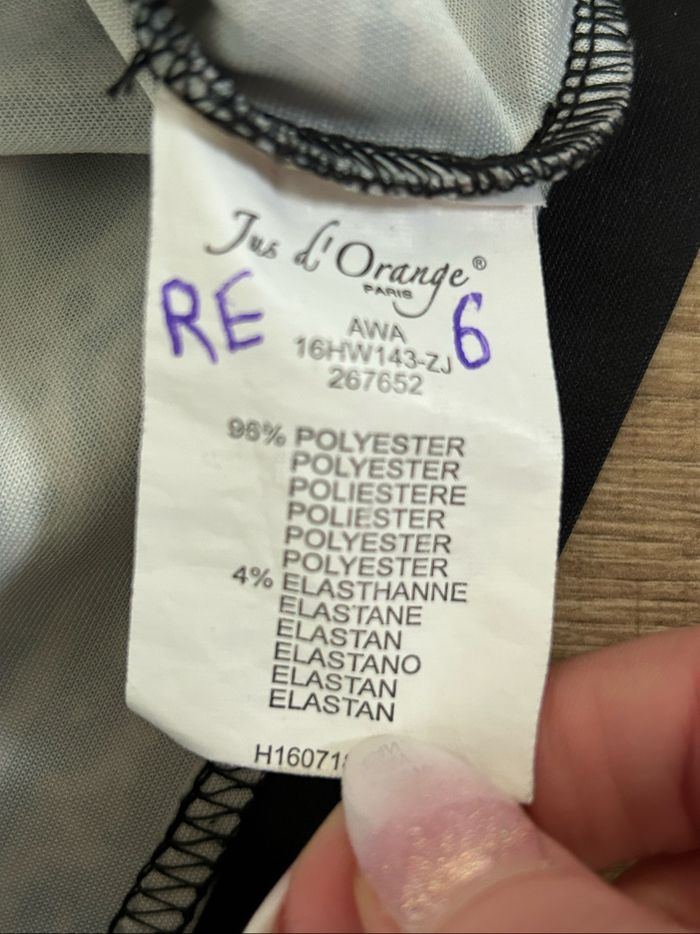 Jus d'Orange®
PARIS
RE
6
AWA
16HW143-ZJ
267652
96% POLYESTER
POLYESTER
POLIESTERE
POLIESTER
POLYESTER
POLYESTER
4% ELASTHANNE
ELASTANE
ELASTAN
ELASTANO
ELASTAN
ELASTAN